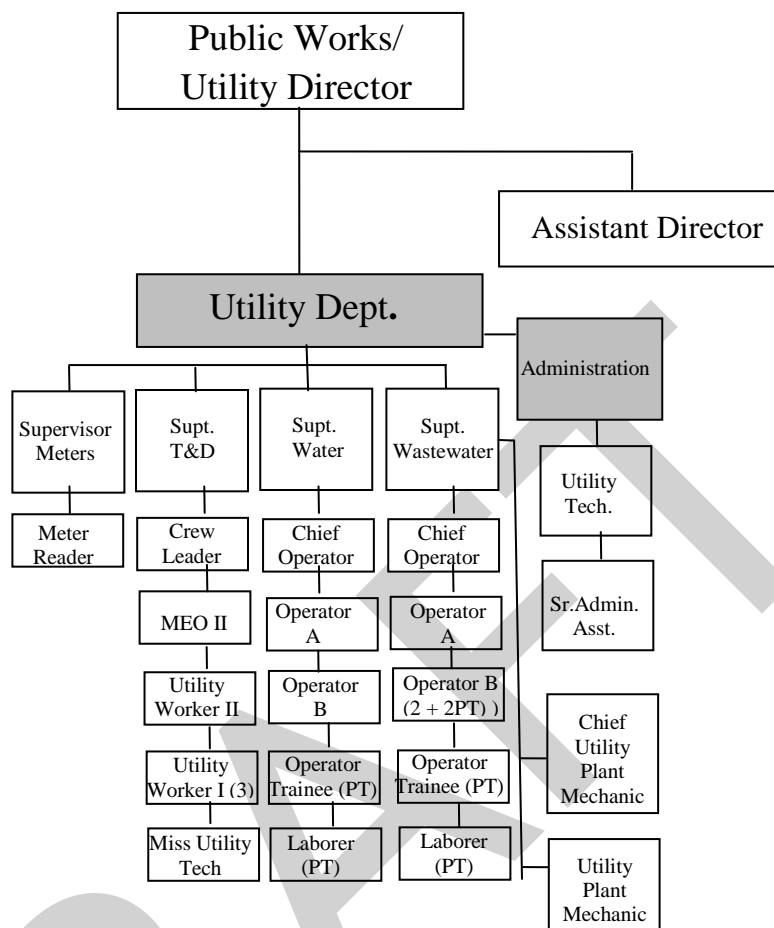 Public Works/
Utility Director
Assistant Director
Utility Dept.
Administration
Supervisor
Meters
Supt.
T&D
Supt.
Water
Supt.
Wastewater
Utility
Tech.
Meter
Reader
Crew
Leader
Chief
Operator
Chief
Operator
Sr.Admin.
Asst.
MEO II
Operator
A
Operator
A
Utility
Worker II
Operator
B
Operator B
(2 + 2PT) )
Chief
Utility
Plant
Mechanic
Utility
Worker I (3)
Operator
Trainee (PT)
Operator
Trainee (PT)
Miss Utility
Tech
Laborer
(PT)
Laborer
(PT)
Utility
Plant
Mechanic
DRAFT